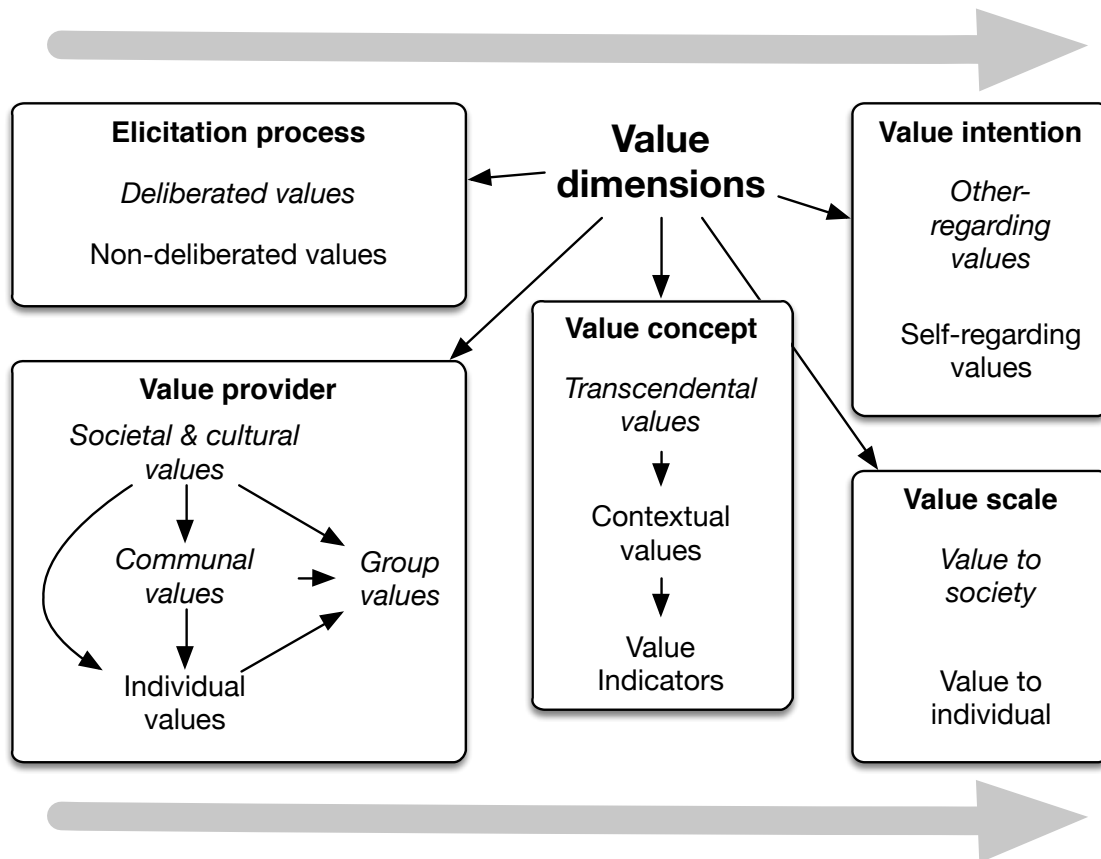 Value
dimensions
Elicitation process
Deliberated values
Non-deliberated values
Value provider
Societal & cultural
values
Communal
values
Group
values
Individual
values
Value concept
Transcendental
values
Contextual
values
Value
Indicators
Value intention
Other-
regarding
values
Self-regarding
values
Value scale
Value to
society
Value to
individual